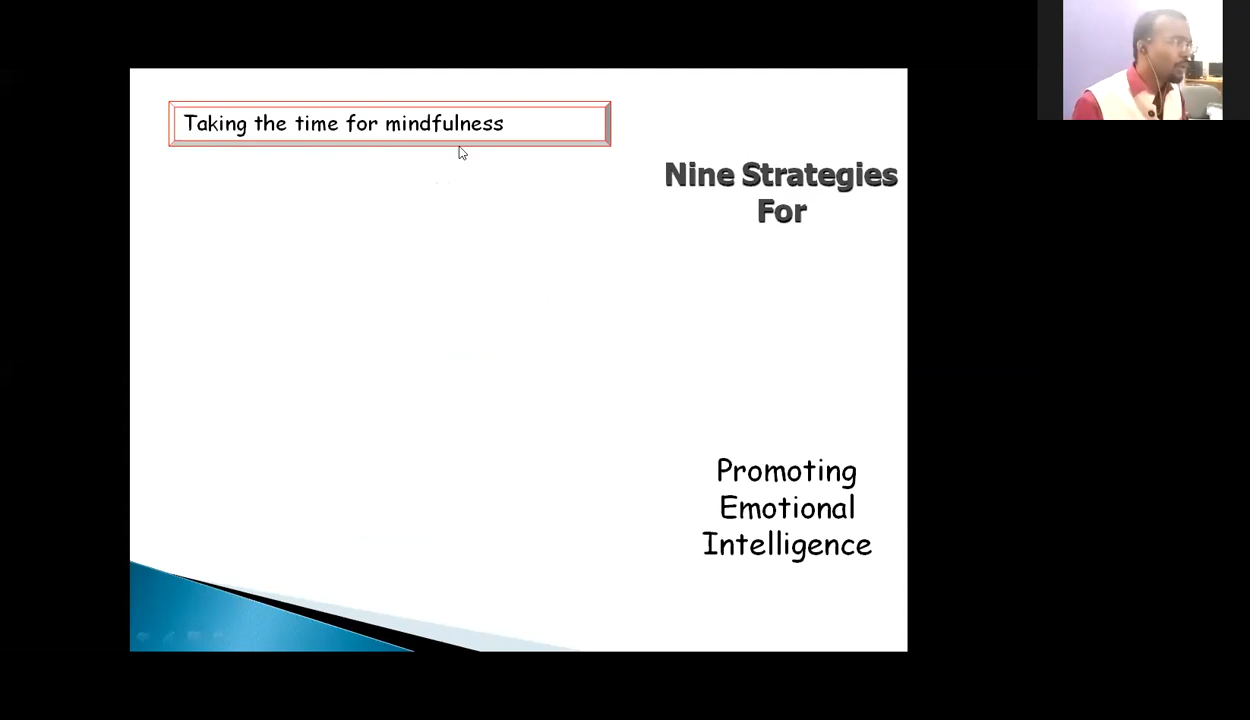 Taking the time for mindfulness
Nine Strategies
For
Promoting
Emotional
Intelligence